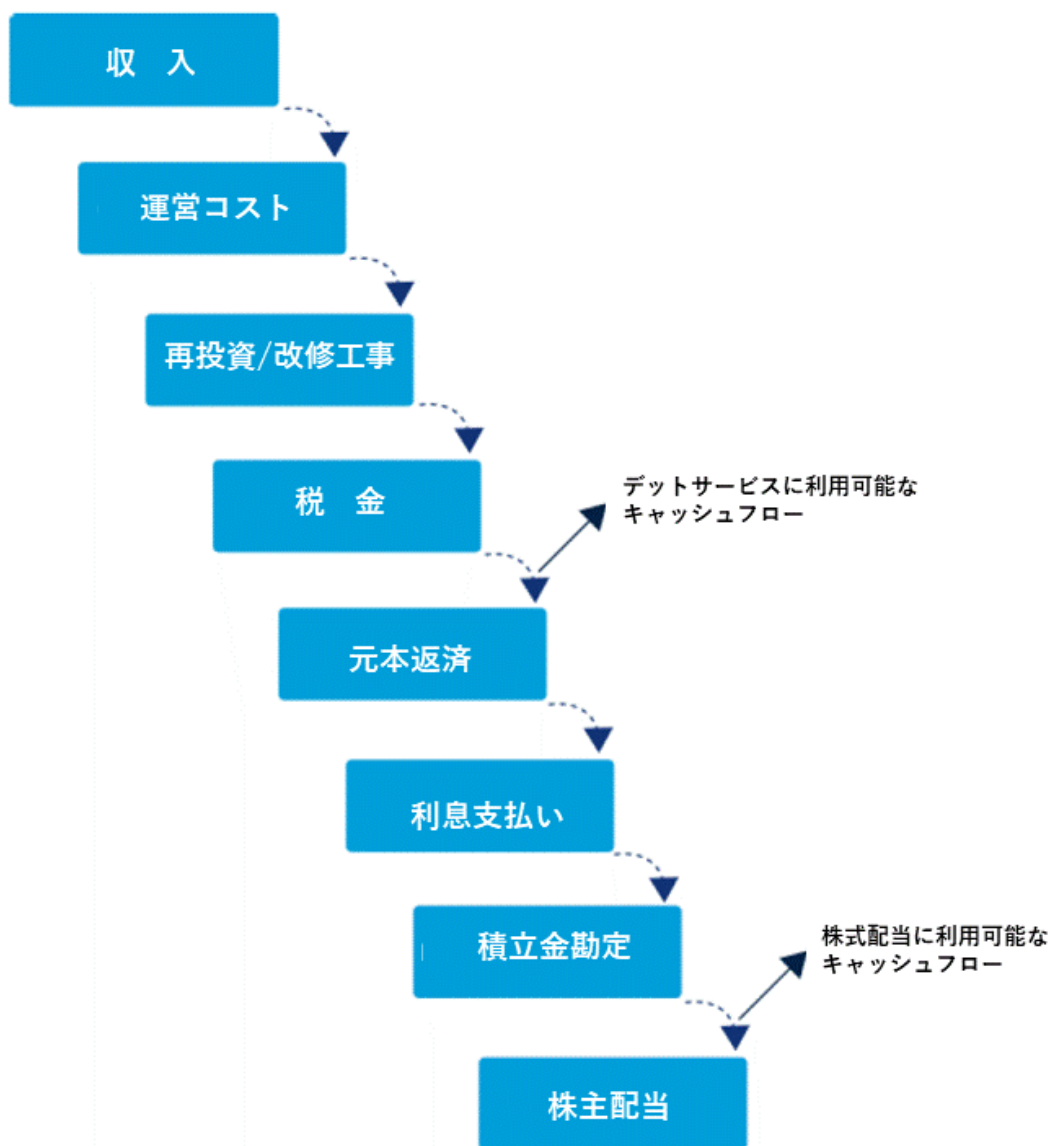 収　入
運営コスト
再投資/改修工事
税　金
デットサービスに利用可能な
キャッシュフロー
元本返済
利息支払い
積立金勘定
株式配当に利用可能な
キャッシュフロー
株主配当